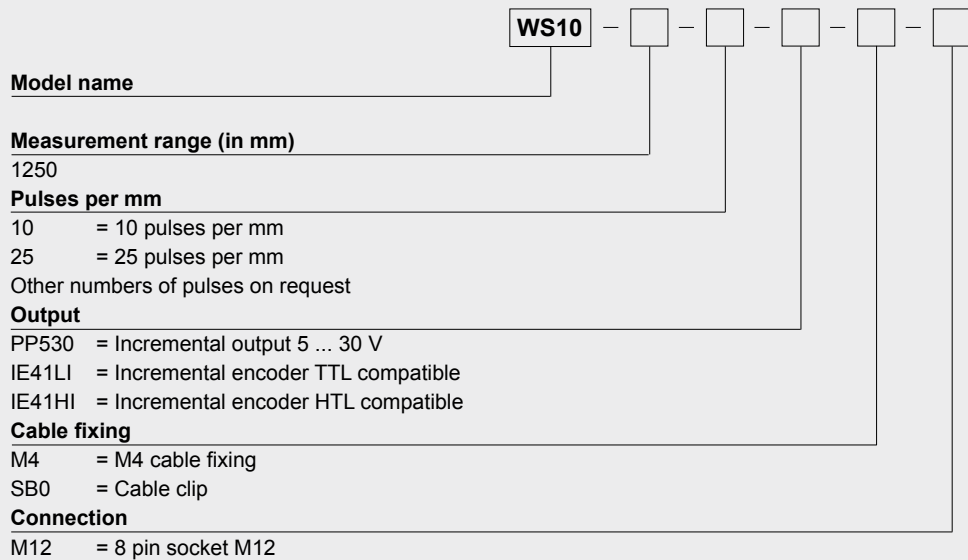 WS10 – – – – –
Model name
Measurement range (in mm)
1250
Pulses per mm
10 = 10 pulses per mm
25 = 25 pulses per mm
Other numbers of pulses on request
Output
PP530 = Incremental output 5 ... 30 V
IE41LI = Incremental encoder TTL compatible
IE41HI = Incremental encoder HTL compatible
Cable fixing
M4 = M4 cable fixing
SB0 = Cable clip
Connection
M12 = 8 pin socket M12